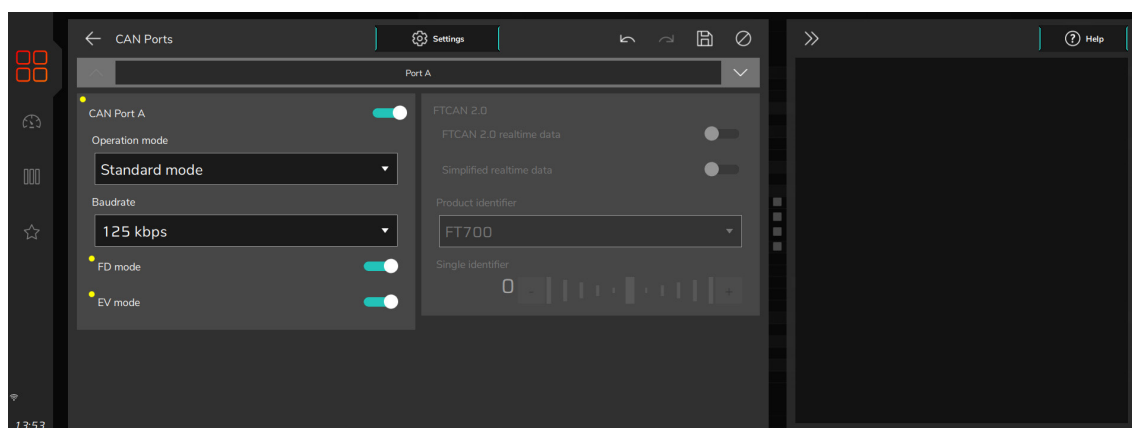 CAN Ports
Settings
Help
Port A
CAN Port A
Operation mode
Standard mode
Baudrate
125 kbps
FD mode
EV mode
FTCAN 2.0
FTCAN 2.0 realtime data
Simplified realtime data
Product identifier
FT700
Single identifier
0
13:53